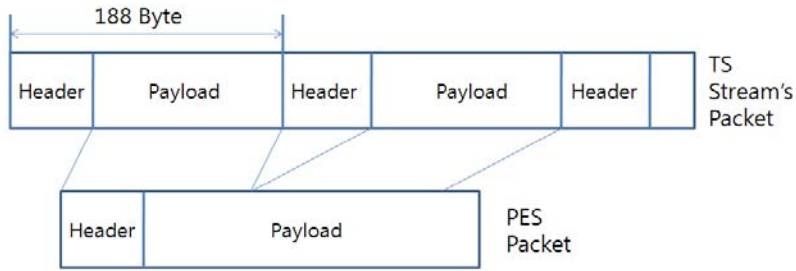 188 Byte
Header Payload Header Payload Header
TS
Stream's
Packet
Header Payload
PES
Packet